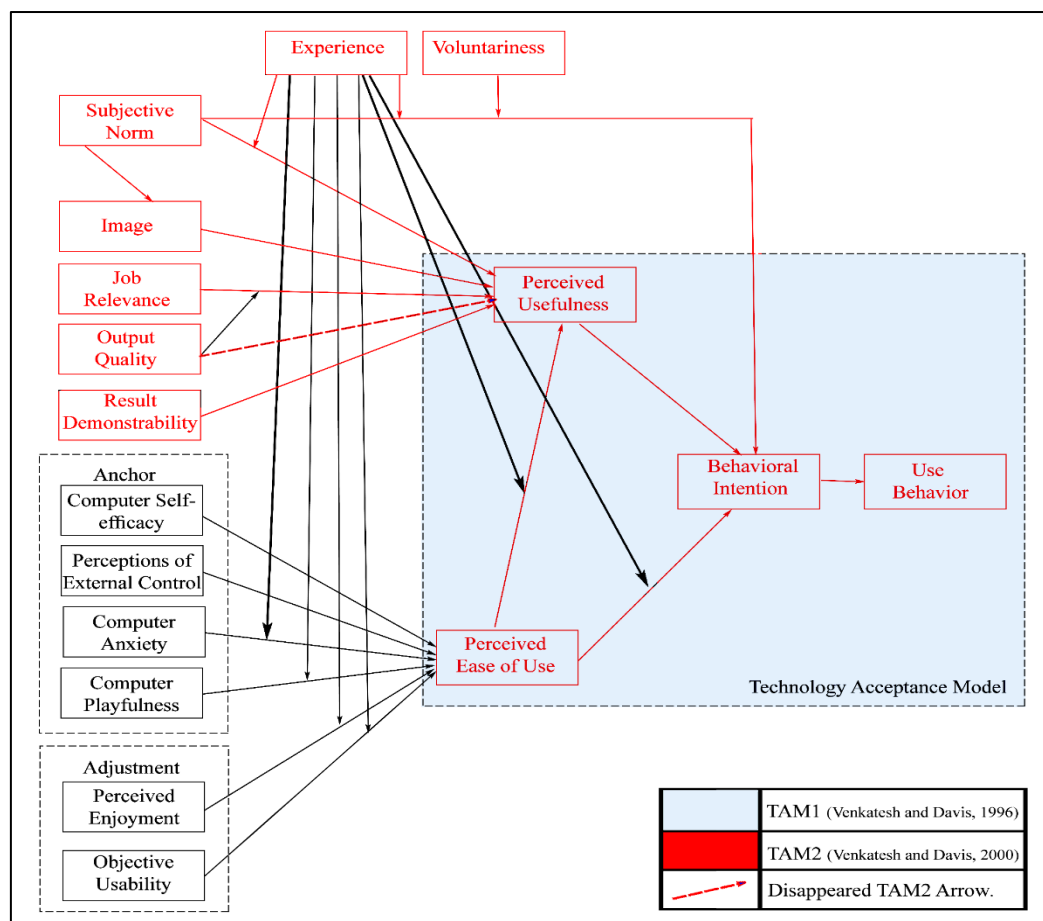 Experience
Voluntariness
Subjective
Norm
Image
Job
Relevance
Output
Quality
Result
Demonstrability
Perceived
Usefulness
Behavioral
Intention
Use
Behavior
Anchor
Computer Self-
efficacy
Perceptions of
External Control
Computer
Anxiety
Computer
Playfulness
Perceived
Ease of Use
Technology Acceptance Model
Adjustment
Perceived
Enjoyment
Objective
Usability
TAM1 (Venkatesh and Davis, 1996)
TAM2 (Venkatesh and Davis, 2000)
Disappeared TAM2 Arrow.